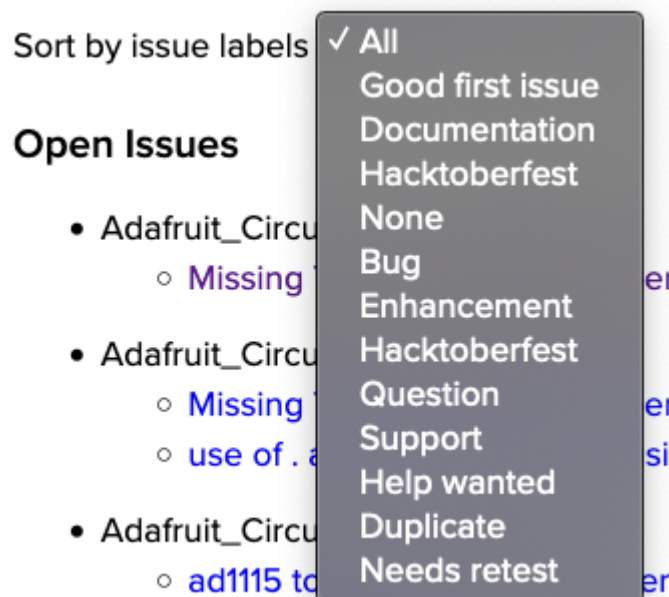 Sort by issue labels
✓ All
Good first issue
Documentation
Hacktoberfest
None
Bug
Enhancement
Hacktoberfest
Question
Support
Help wanted
Duplicate
Needs retest
Open Issues
Adafruit_Circu
Missing
Adafruit_Circu
Missing
use of .
Adafruit_Circu
ad1115 to